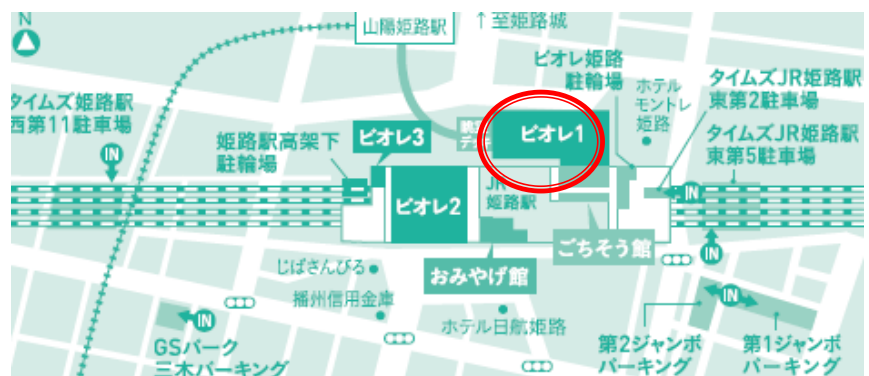 N
山陽姫路駅
↑至姫路城
ピオレ姫路
駐輪場
ホテル
モントレ
姫路
タイムズJR姫路駅
東第2駐車場
タイムズJR姫路駅
東第5駐車場
タイムズ姫路駅
西第11駐車場
IN
姫路駅高架下
駐輪場
ピオレ3
ピオレ1
ピオレ2
JR
姫路駅
IN
IN
ごちそう館
おみやげ館
じばさんびる
播州信用金庫
ホテル日航姫路
IN
GSパーク
三木パーキング
IN
第2ジャンボ
パーキング
第1ジャンボ
パーキング